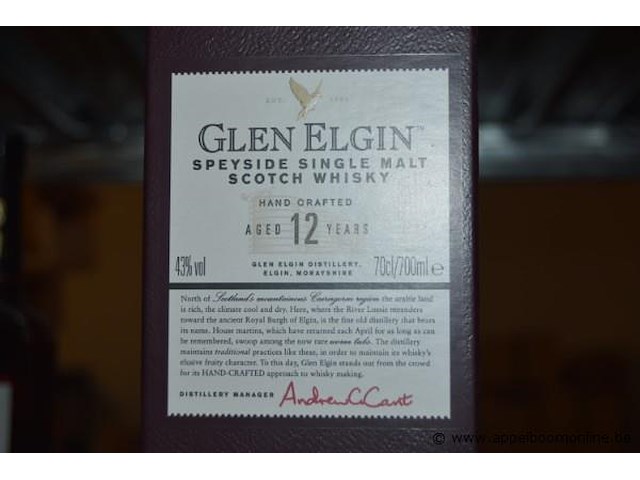 GLEN ELGIN™
SPEYSIDE SINGLE MALT
SCOTCH WHISKY
HAND CRAFTED
AGED 12 YEARS
43% vol
GLEN ELGIN DISTILLERY,
ELGIN, MORAYSHIRE
70cl/700ml e
North of Scotland's mountainous Cairngorm region the arable land
is rich, the climate cool and dry. Here, where the River Lossie meanders
toward the ancient Royal Burgh of Elgin, is the fine old distillery that bears
its name. House martins, which have returned each April for as long as can
be remembered, swoop among the now rare worm tubs. The distillery
maintains traditional practices like these, in order to maintain its whisky's
elusive fruity character. To this day, Glen Elgin stands out from the crowd
for its HAND-CRAFTED approach to whisky making.
DISTILLERY MANAGER Andrew C Cant
© www.appelboomonline.be